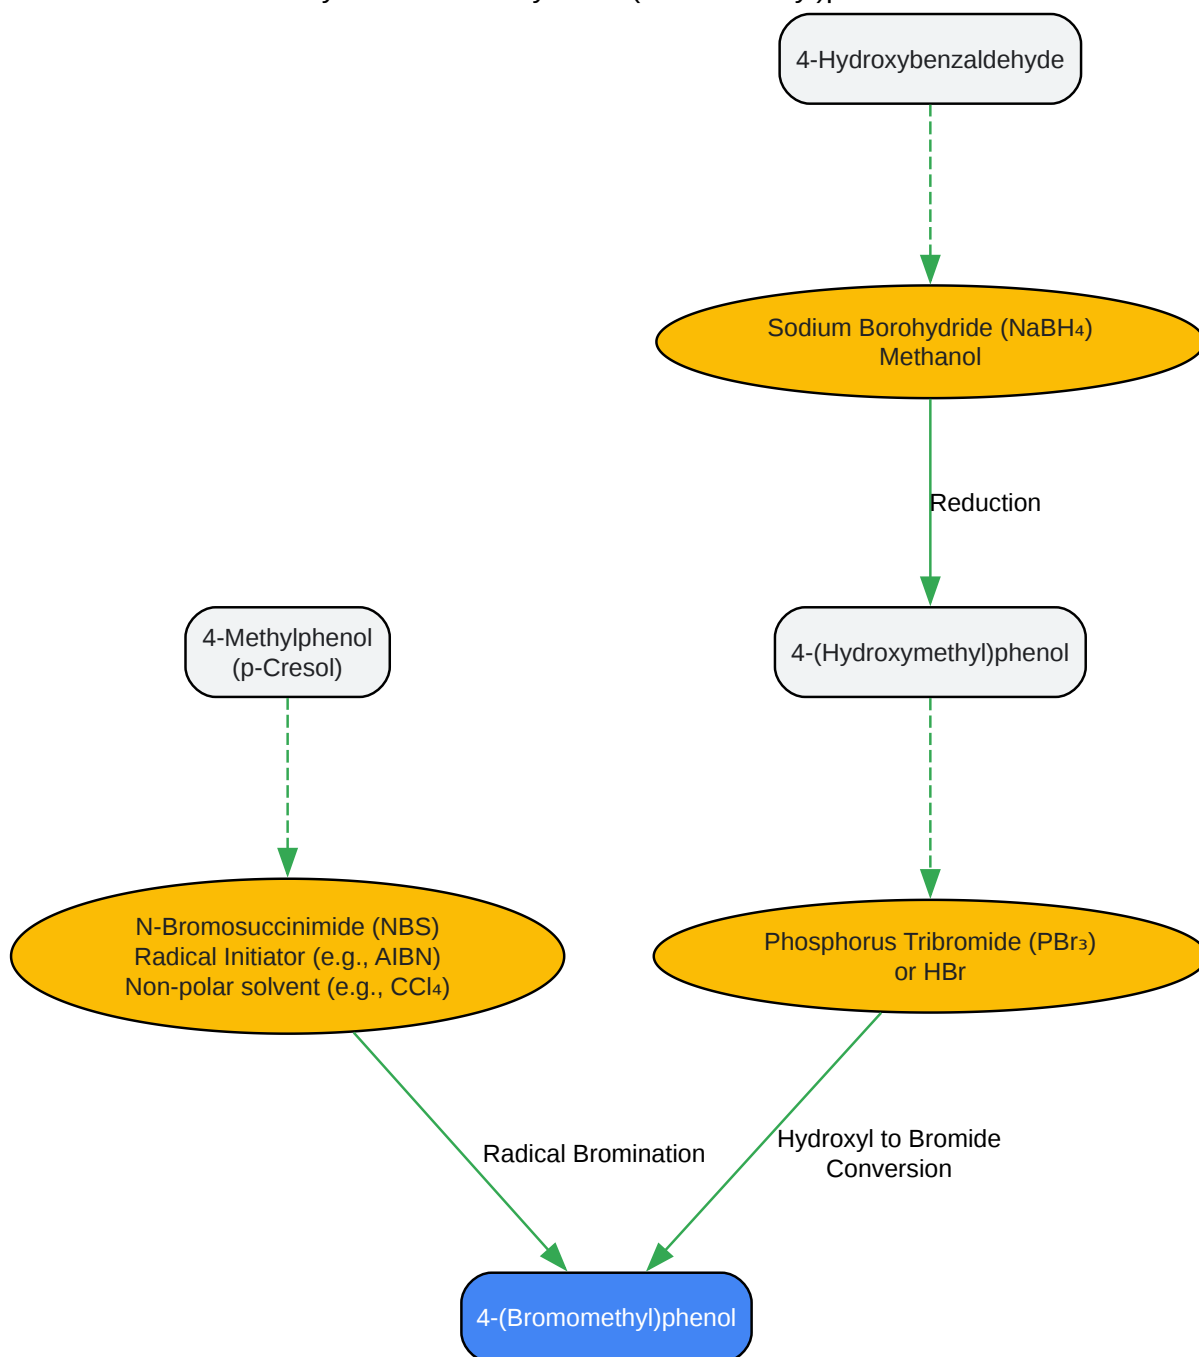 4-Hydroxybenzaldehyde
Sodium Borohydride (NaBH₄)
Methanol
Reduction
4-Methylphenol
(p-Cresol)
4-(Hydroxymethyl)phenol
N-Bromosuccinimide (NBS)
Radical Initiator (e.g., AIBN)
Non-polar solvent (e.g., CCl₄)
Phosphorus Tribromide (PBr₃)
or HBr
Radical Bromination
Hydroxyl to Bromide
Conversion
4-(Bromomethyl)phenol